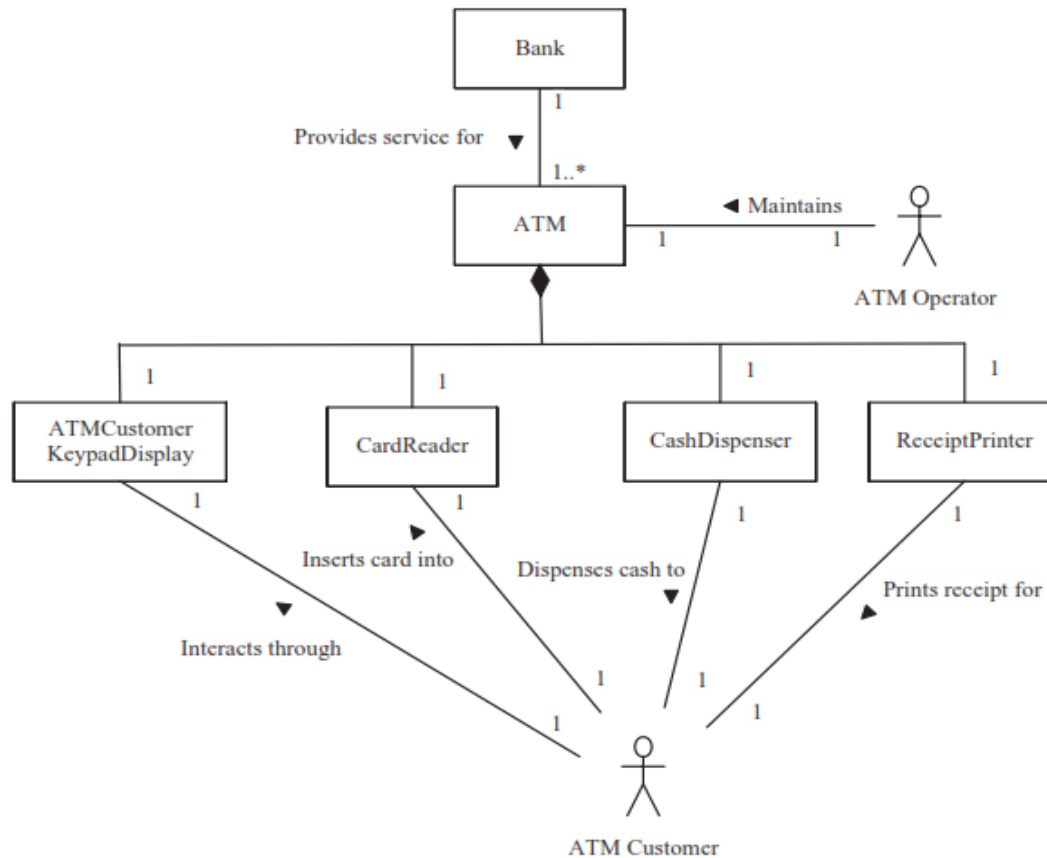 Bank
1
Provides service for
1..*
ATM
Maintains
1
1
ATM Operator
1
1
1
1
ATMCustomer
KeypadDisplay
CardReader
CashDispenser
ReceiptPrinter
1
1
1
1
Inserts card into
Dispenses cash to
Prints receipt for
Interacts through
1
1
1
1
ATM Customer